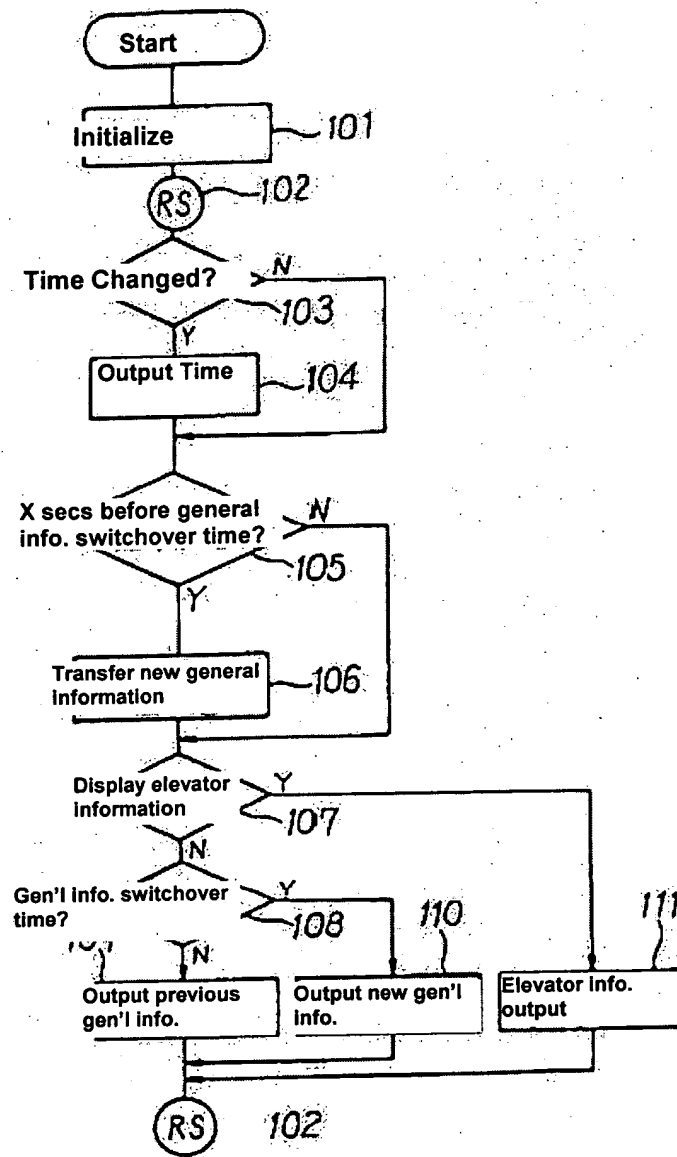 Start
Initialize
101
RS
102
Time Changed?
N
103
Y
Output Time
104
X secs before general
info. switchover time?
N
105
Y
Transfer new general
information
106
Display elevator
information
Y
107
N
Gen'l info. switchover
time?
Y
108
N
110
111
Output previous
gen'l info.
Output new gen'l
info.
Elevator info.
output
RS
102